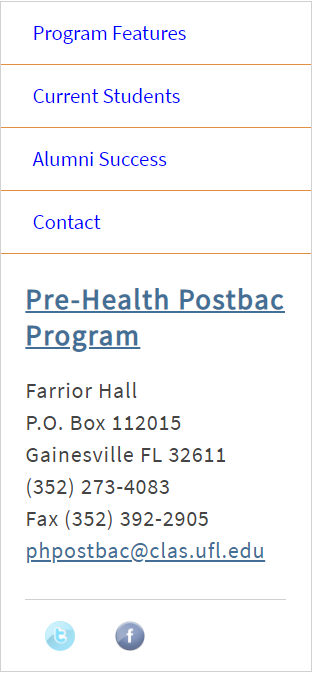 Program Features
Current Students
Alumni Success
Contact
Pre-Health Postbac
Program
Farrior Hall
P.O. Box 112015
Gainesville FL 32611
(352) 273-4083
Fax (352) 392-2905
phpostbac@clas.ufl.edu
t f